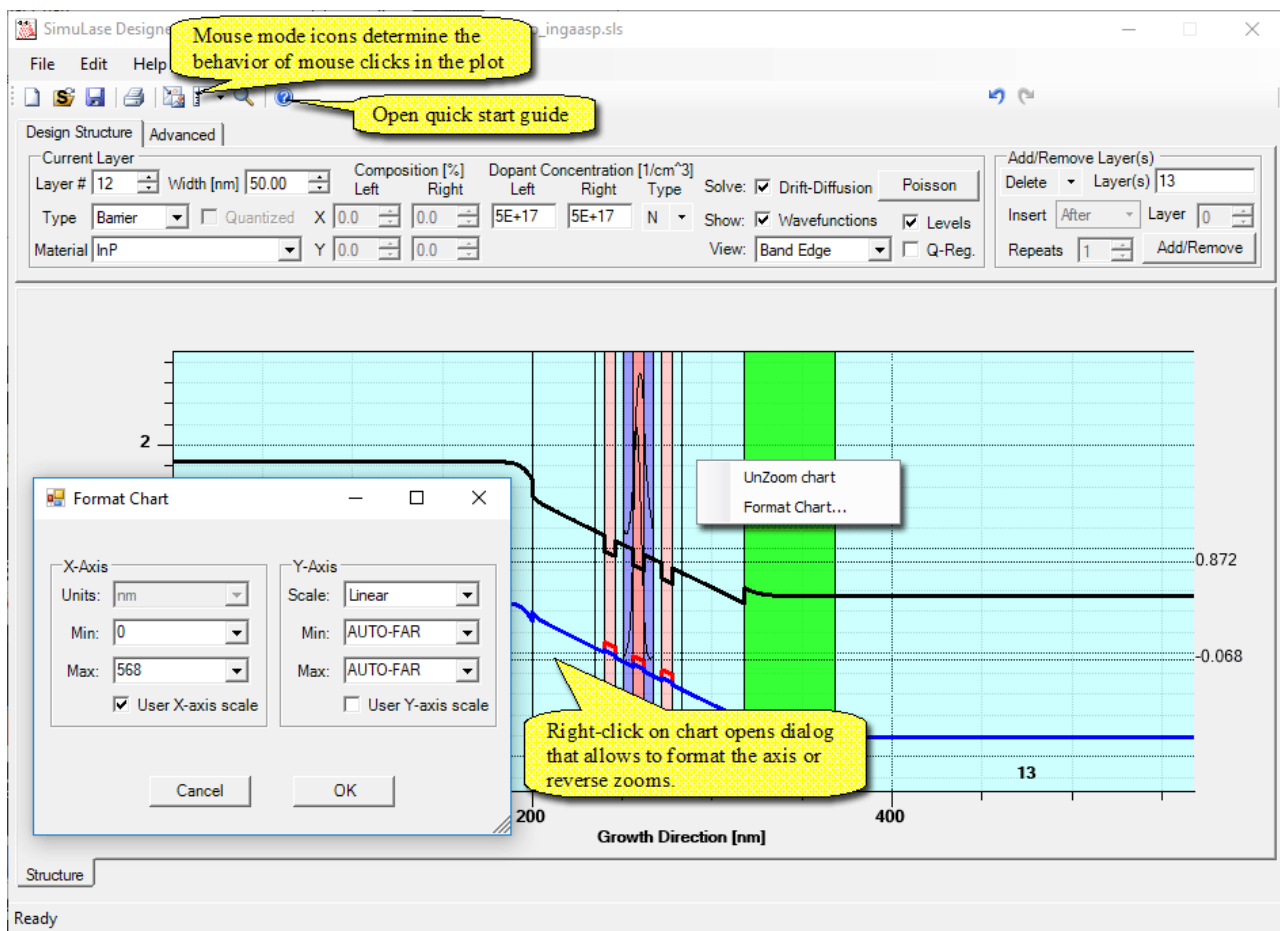 SimuLase Designe
_ingaasp.sls
Mouse mode icons determine the
behavior of mouse clicks in the plot
File Edit Help
Open quick start guide
Design Structure Advanced
Current Layer
Composition [%] Dopant Concentration [1/cm^3]
Add/Remove Layer(s)
Layer # 12 Width [nm] 50.00 Left Right Left Right Type Solve: Drift-Diffusion Poisson Delete Layer(s) 13
Type Barrier Quantized X 0.0 0.0 5E+17 5E+17 N Show: Wavefunctions Levels Insert After Layer 0
Material InP Y 0.0 0.0 View: Band Edge Q-Reg. Repeats 1 Add/Remove
2
UnZoom chart
Format Chart...
Format Chart
X-Axis Y-Axis
Units: nm Scale: Linear
Min: 0 Min: AUTO-FAR
Max: 568 Max: AUTO-FAR
User X-axis scale User Y-axis scale
Cancel OK
0.872
-0.068
Right-click on chart opens dialog
that allows to format the axis or
reverse zooms.
13
200 400
Growth Direction [nm]
Structure
Ready